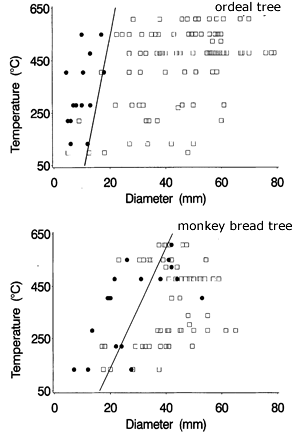 ordeal tree
650
450
250
50
Temperature (°C)
0 20 40 60 80
Diameter (mm)
monkey bread tree
650
450
250
50
Temperature (°C)
0 20 40 60 80
Diameter (mm)